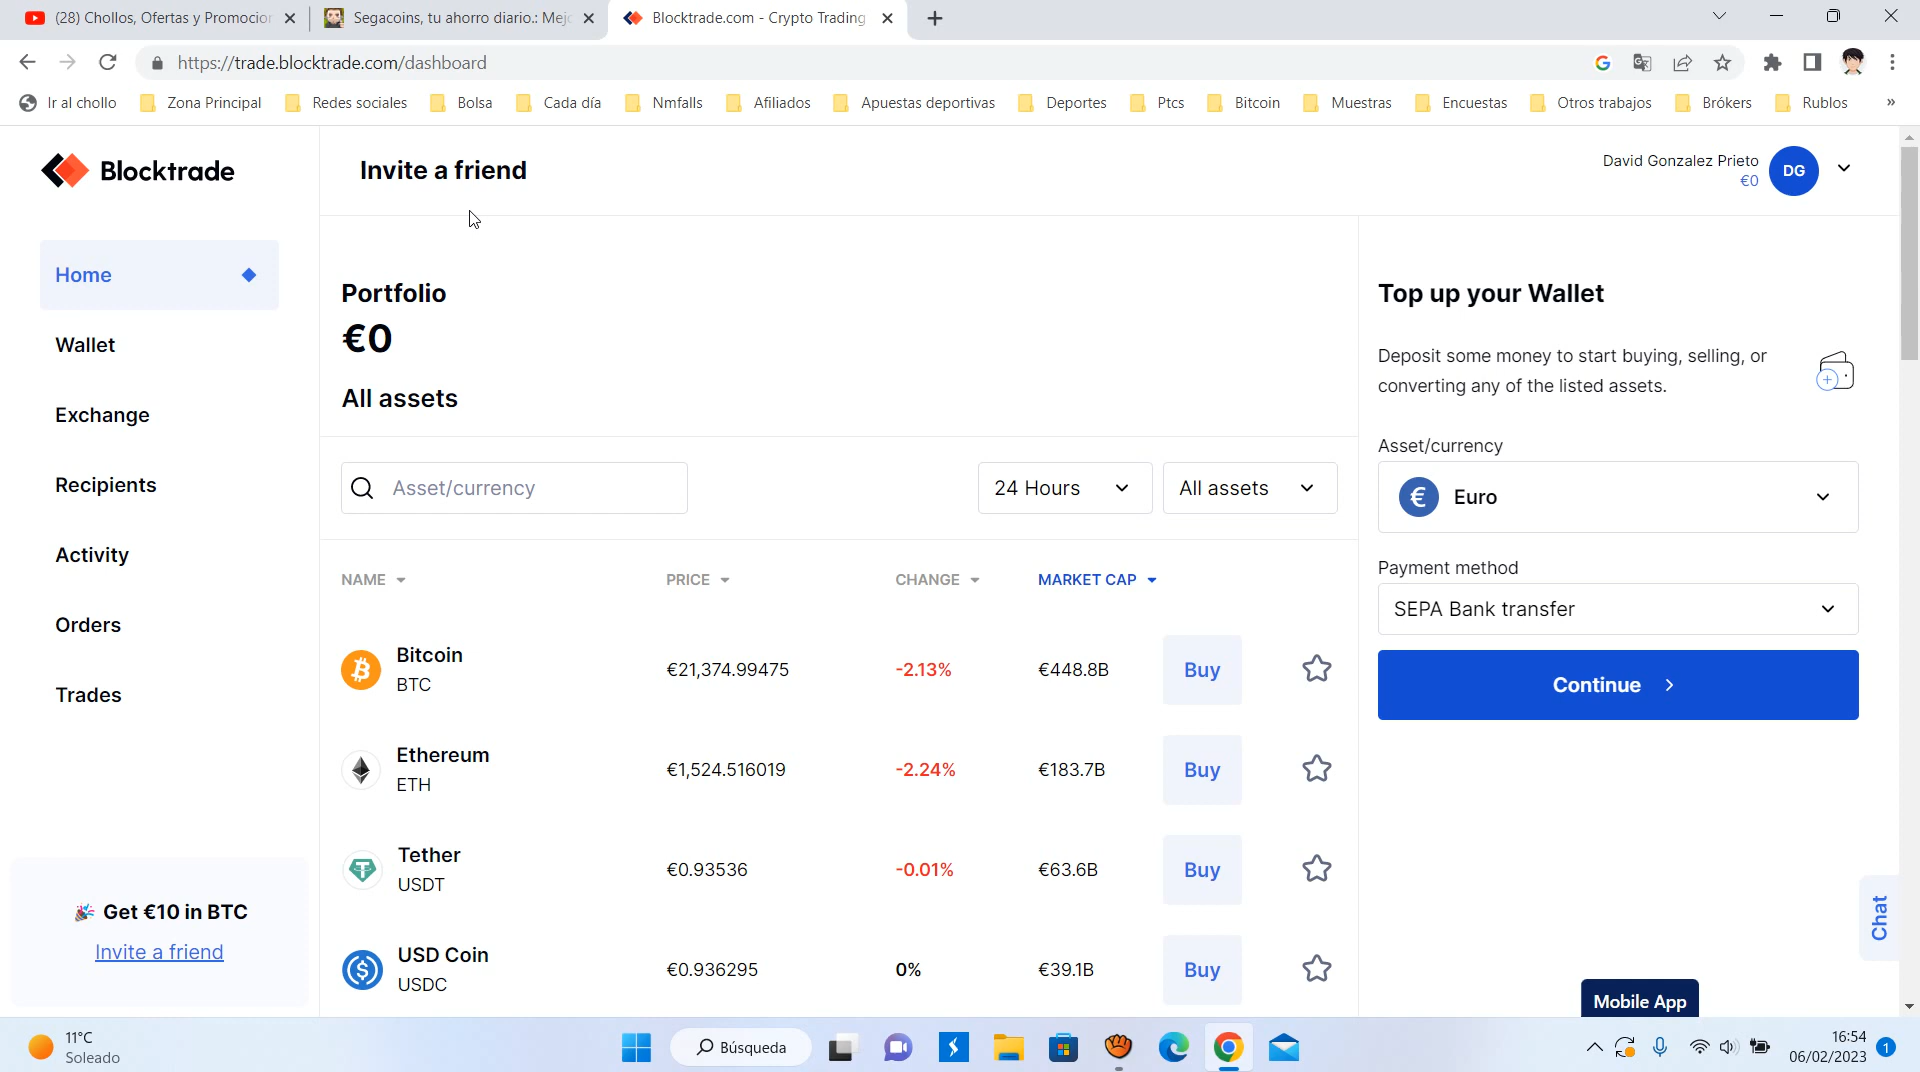 (28) Chollos, Ofertas y Promocion
Segacoins, tu ahorro diario.: Mejo
Blocktrade.com - Crypto Trading
https://trade.blocktrade.com/dashboard
Ir al chollo
Zona Principal
Redes sociales
Bolsa
Cada día
Nmfalls
Afiliados
Apuestas deportivas
Deportes
Ptcs
Bitcoin
Muestras
Encuestas
Otros trabajos
Brókers
Rublos
»
Blocktrade
Invite a friend
David Gonzalez Prieto
€0
DG
Home
Wallet
Exchange
Recipients
Activity
Orders
Trades
🎉 Get €10 in BTC
Invite a friend
Portfolio
€0
All assets
Asset/currency
24 Hours
All assets
NAME PRICE CHANGE MARKET CAP
Bitcoin
BTC
€21,374.99475 -2.13% €448.8B Buy
Ethereum
ETH
€1,524.516019 -2.24% €183.7B Buy
Tether
USDT
€0.93536 -0.01% €63.6B Buy
USD Coin
USDC
€0.936295 0% €39.1B Buy
Top up your Wallet
Deposit some money to start buying, selling, or
converting any of the listed assets.
Asset/currency
€ Euro
Payment method
SEPA Bank transfer
Continue
Chat
Mobile App
11°C
Soleado
Búsqueda
16:54
06/02/2023
1